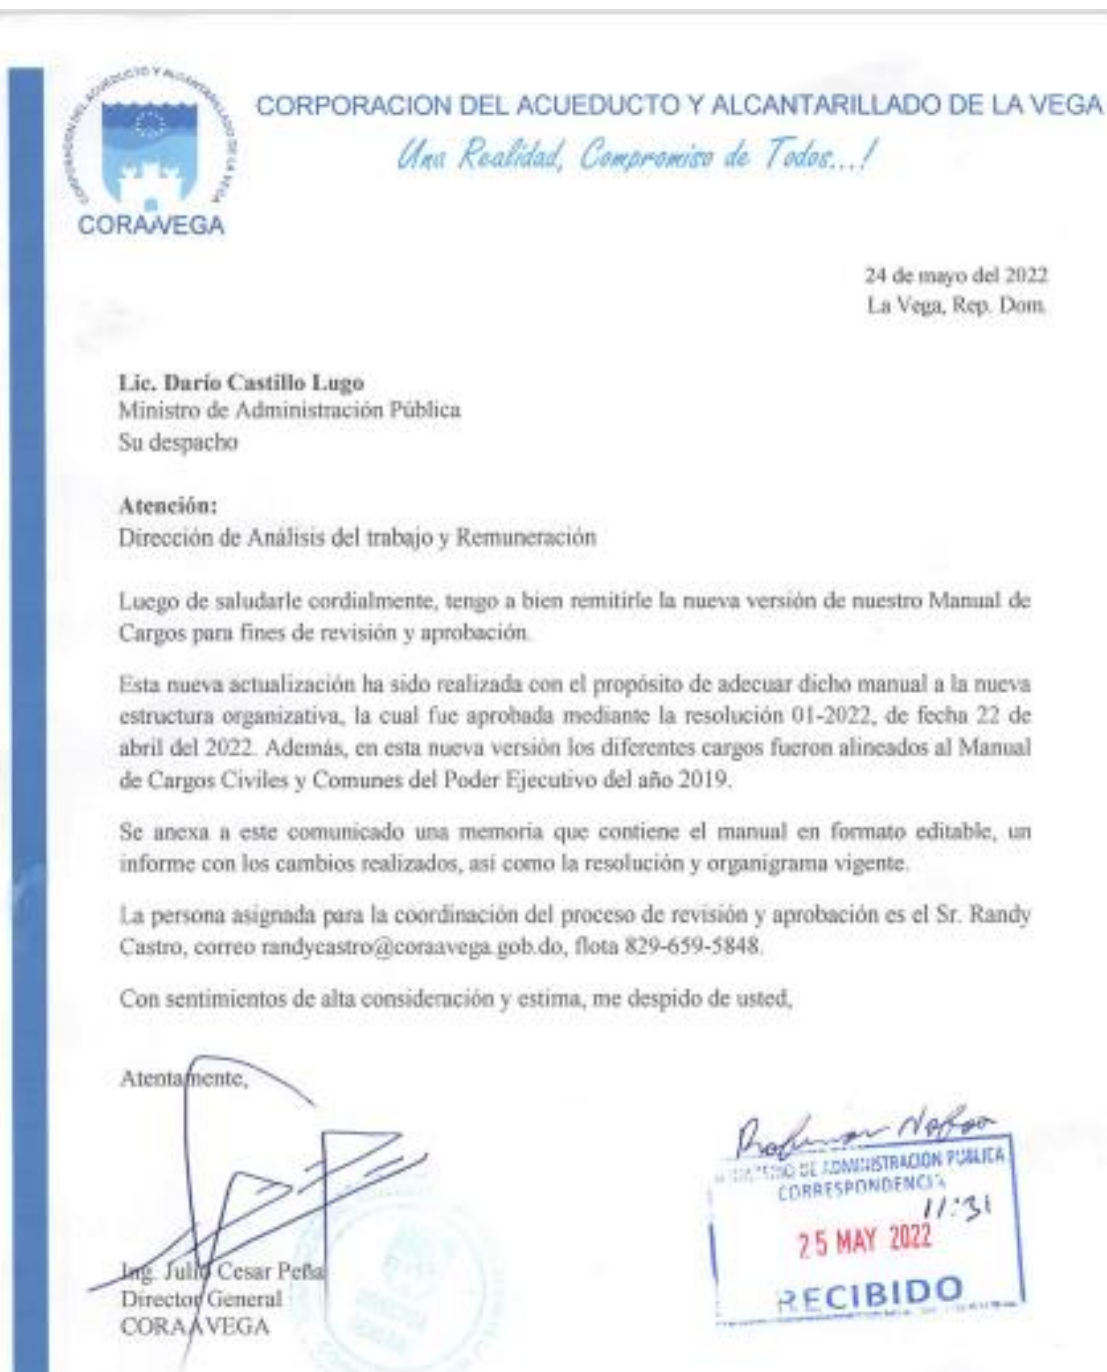 CORPORACION DEL ACUEDUCTO Y ALCANTARILLADO DE LA VEGA
Una Realidad, Compromiso de Todos...!
CORPORACION DEL ACUEDUCTO Y ALCANTARILLADO DE LA VEGA
CORAAVEGA
24 de mayo del 2022
La Vega, Rep. Dom.
Lic. Darío Castillo Lugo
Ministro de Administración Pública
Su despacho
Atención:
Dirección de Análisis del trabajo y Remuneración
Luego de saludarle cordialmente, tengo a bien remitirle la nueva versión de nuestro Manual de
Cargos para fines de revisión y aprobación.
Esta nueva actualización ha sido realizada con el propósito de adecuar dicho manual a la nueva
estructura organizativa, la cual fue aprobada mediante la resolución 01-2022, de fecha 22 de
abril del 2022. Además, en esta nueva versión los diferentes cargos fueron alineados al Manual
de Cargos Civiles y Comunes del Poder Ejecutivo del año 2019.
Se anexa a este comunicado una memoria que contiene el manual en formato editable, un
informe con los cambios realizados, así como la resolución y organigrama vigente.
La persona asignada para la coordinación del proceso de revisión y aprobación es el Sr. Randy
Castro, correo randycastro@coraavega.gob.do, flota 829-659-5848.
Con sentimientos de alta consideración y estima, me despido de usted,
Atentamente,
Ing. Julio Cesar Peña
Director General
CORAAVEGA
MINISTERIO DE ADMINISTRACION PUBLICA
CORRESPONDENCIA
11:31
25 MAY 2022
RECIBIDO